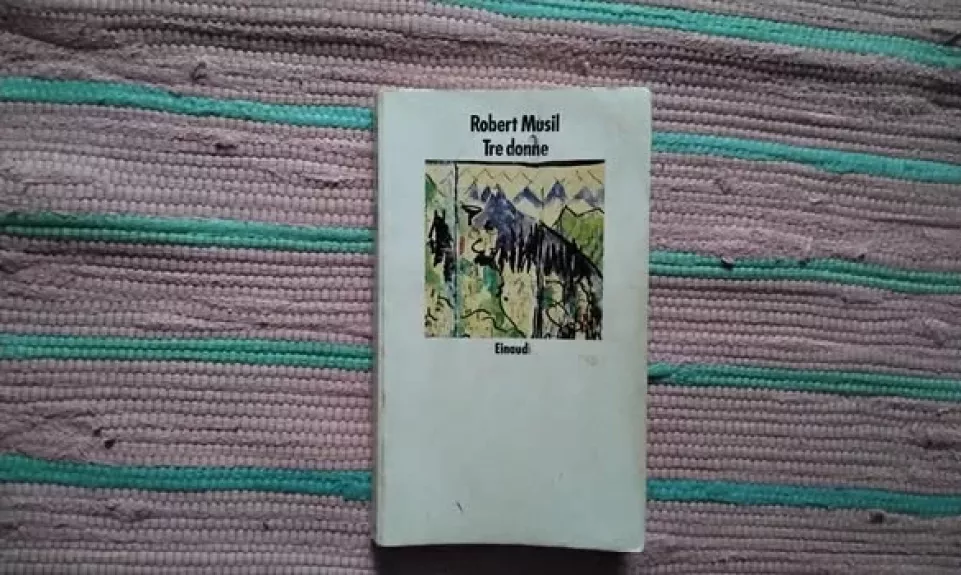 Robert Musil
Tre donne
Einaudi